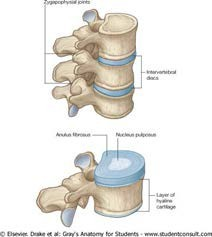 Zygapophysial joints
Intervertebral
discs
Anulus fibrosus
Nucleus pulposus
Layer of
hyaline
cartilage
© Elsevier. Drake et al: Gray's Anatomy for Students - www.studentconsult.com